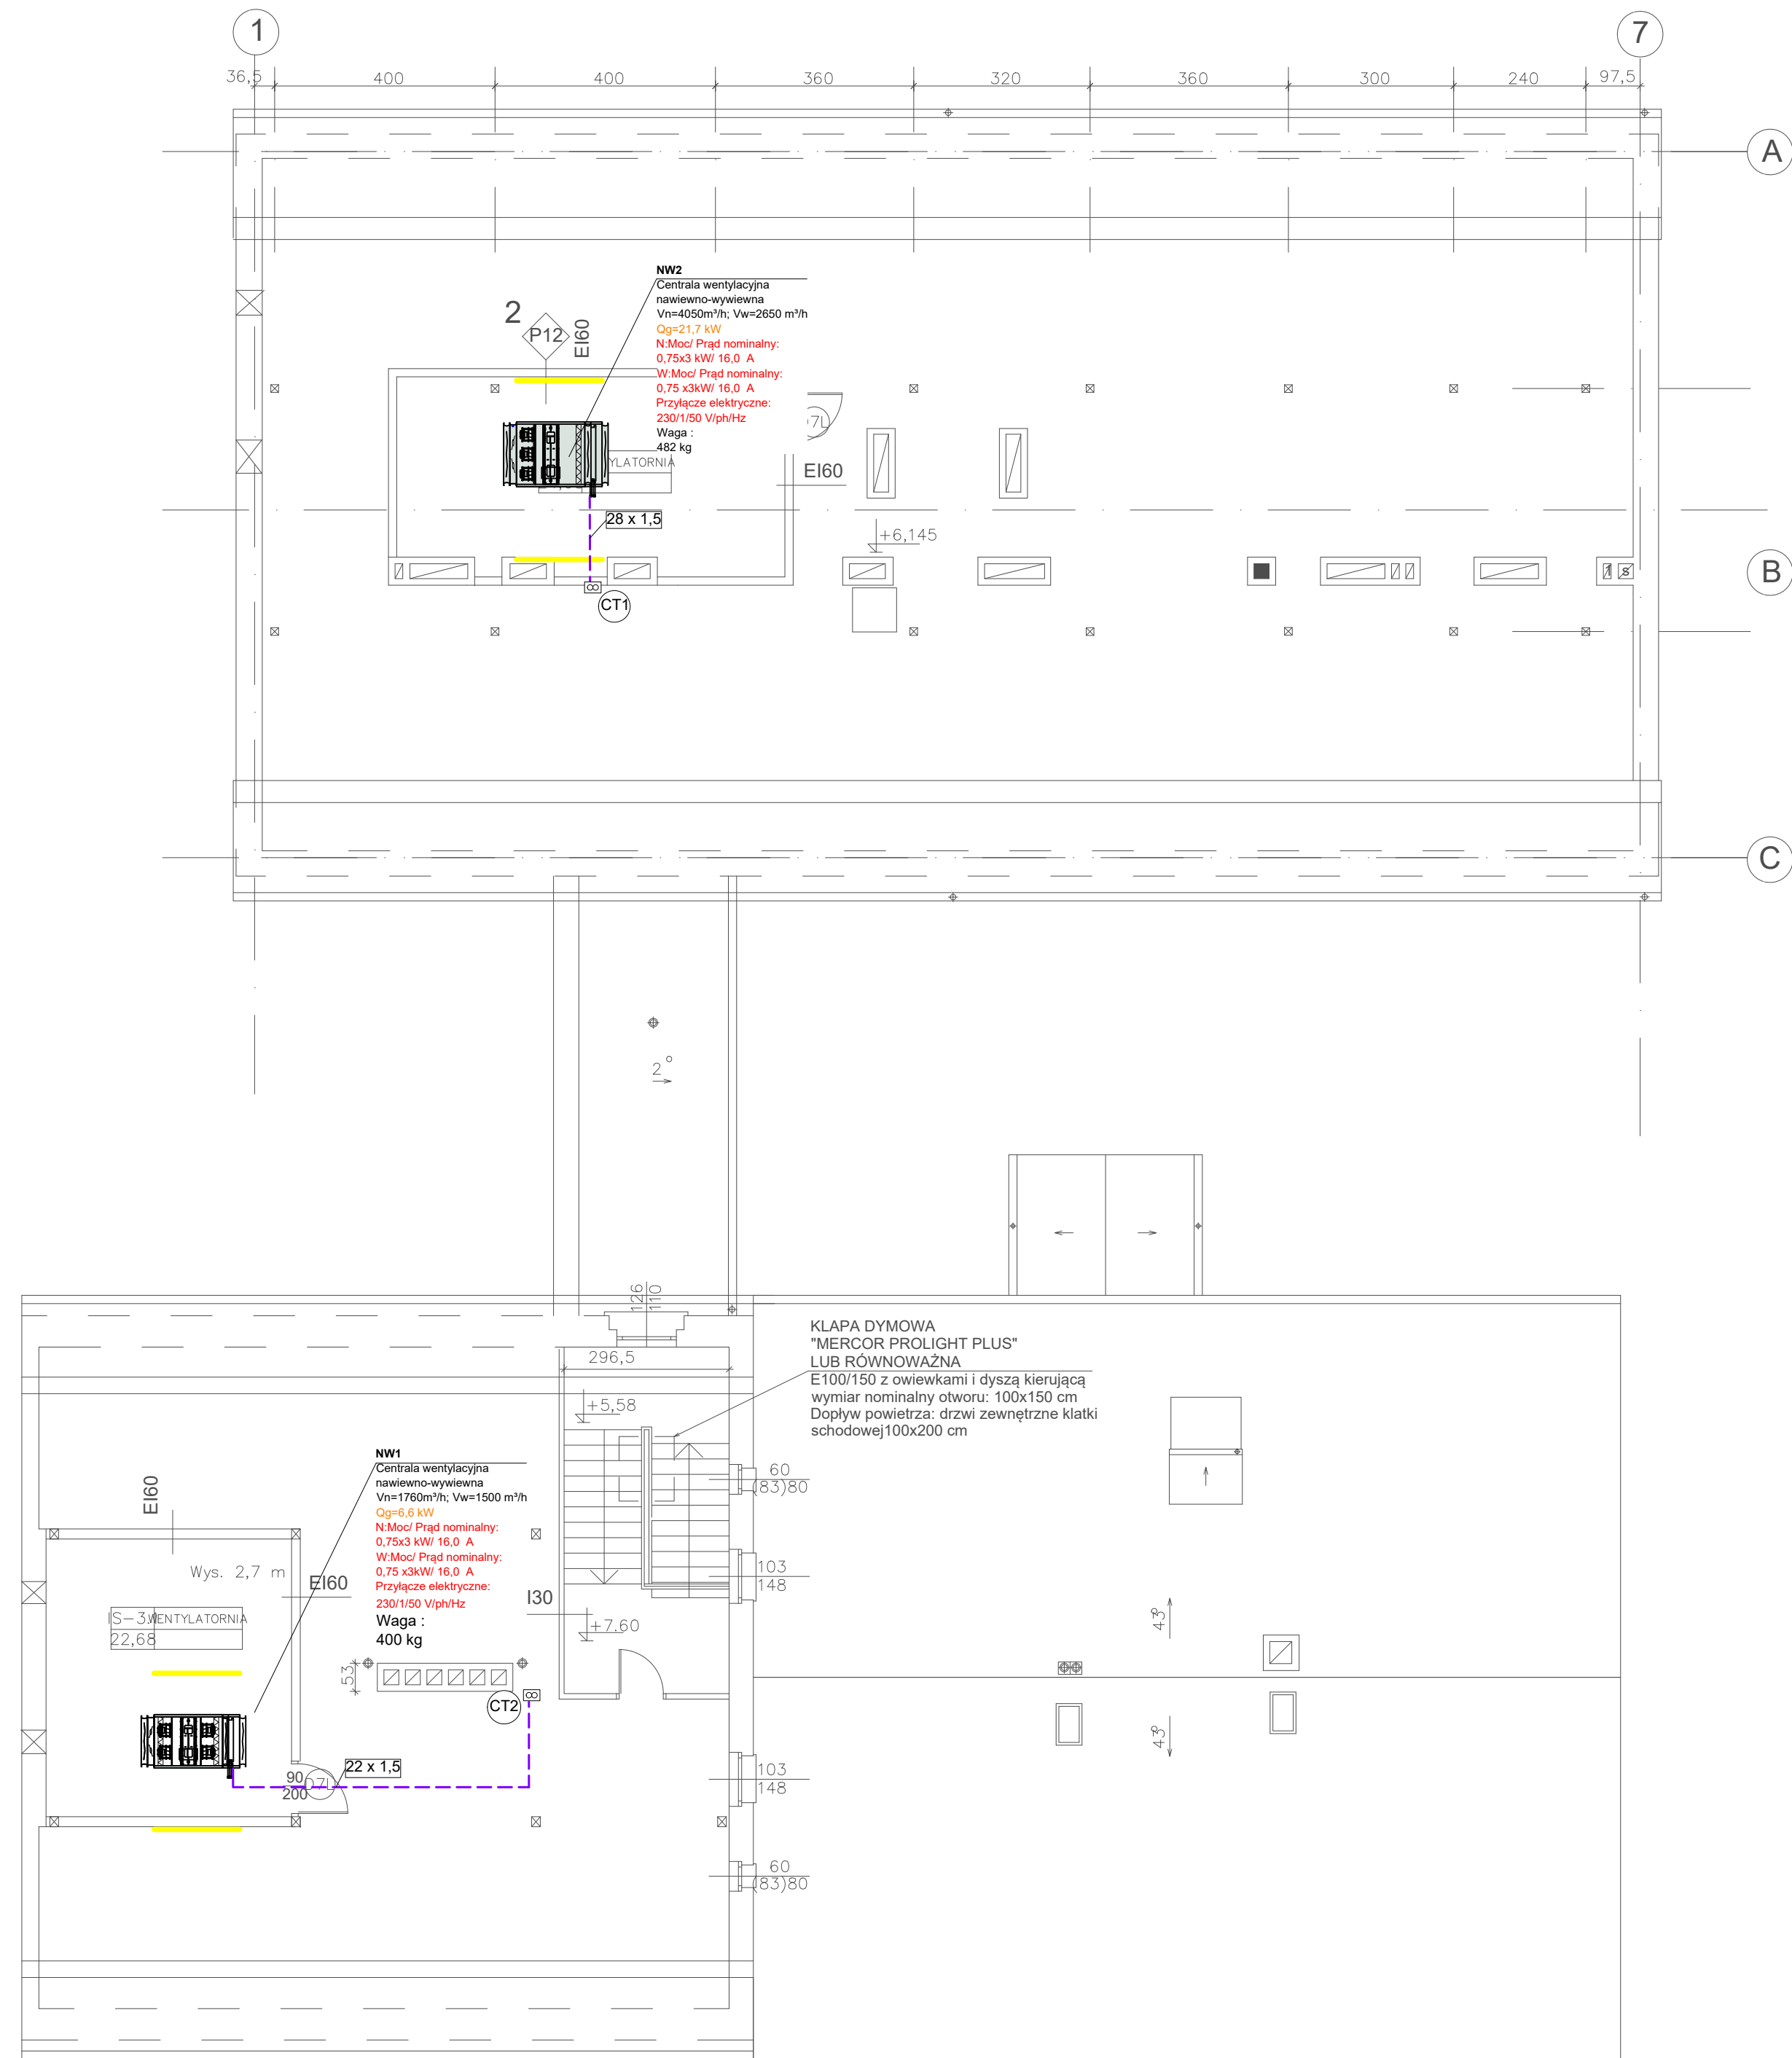 1
7
36,5
400
400
360
320
360
300
240
97,5
A
NW2
Centrala wentylacyjna
nawiewno-wywiewna
Vn=4050m³/h; Vw=2650 m³/h
Qg=21,7 kW
N:Moc/ Prąd nominalny:
0,75x3 kW/ 16,0 A
W:Moc/ Prąd nominalny:
0,75 x3kW/ 16,0 A
Przyłącze elektryczne:
230/1/50 V/ph/Hz
Waga :
482 kg
2
P12
EI60
7L
YLATORNIA
EI60
28 x 1,5
+6,145
B
s
CT1
C
2°
126
110
296,5
KLAPA DYMOWA
"MERCOR PROLIGHT PLUS"
LUB RÓWNOWAŻNA
E100/150 z owiewkami i dyszą kierującą
wymiar nominalny otworu: 100x150 cm
Dopływ powietrza: drzwi zewnętrzne klatki
schodowej100x200 cm
+5,58
NW1
Centrala wentylacyjna
nawiewno-wywiewna
Vn=1760m³/h; Vw=1500 m³/h
Qg=6,6 kW
N:Moc/ Prąd nominalny:
0,75x3 kW/ 16,0 A
W:Moc/ Prąd nominalny:
0,75 x3kW/ 16,0 A
Przyłącze elektryczne:
230/1/50 V/ph/Hz
Waga :
400 kg
60
(83)80
EI60
Wys. 2,7 m
EI60
I30
103
148
IS-3. WENTYLATORNIA
22,68
+7.60
43°
53
CT2
43°
22 x 1,5
90
200
D7L
103
148
60
(83)80